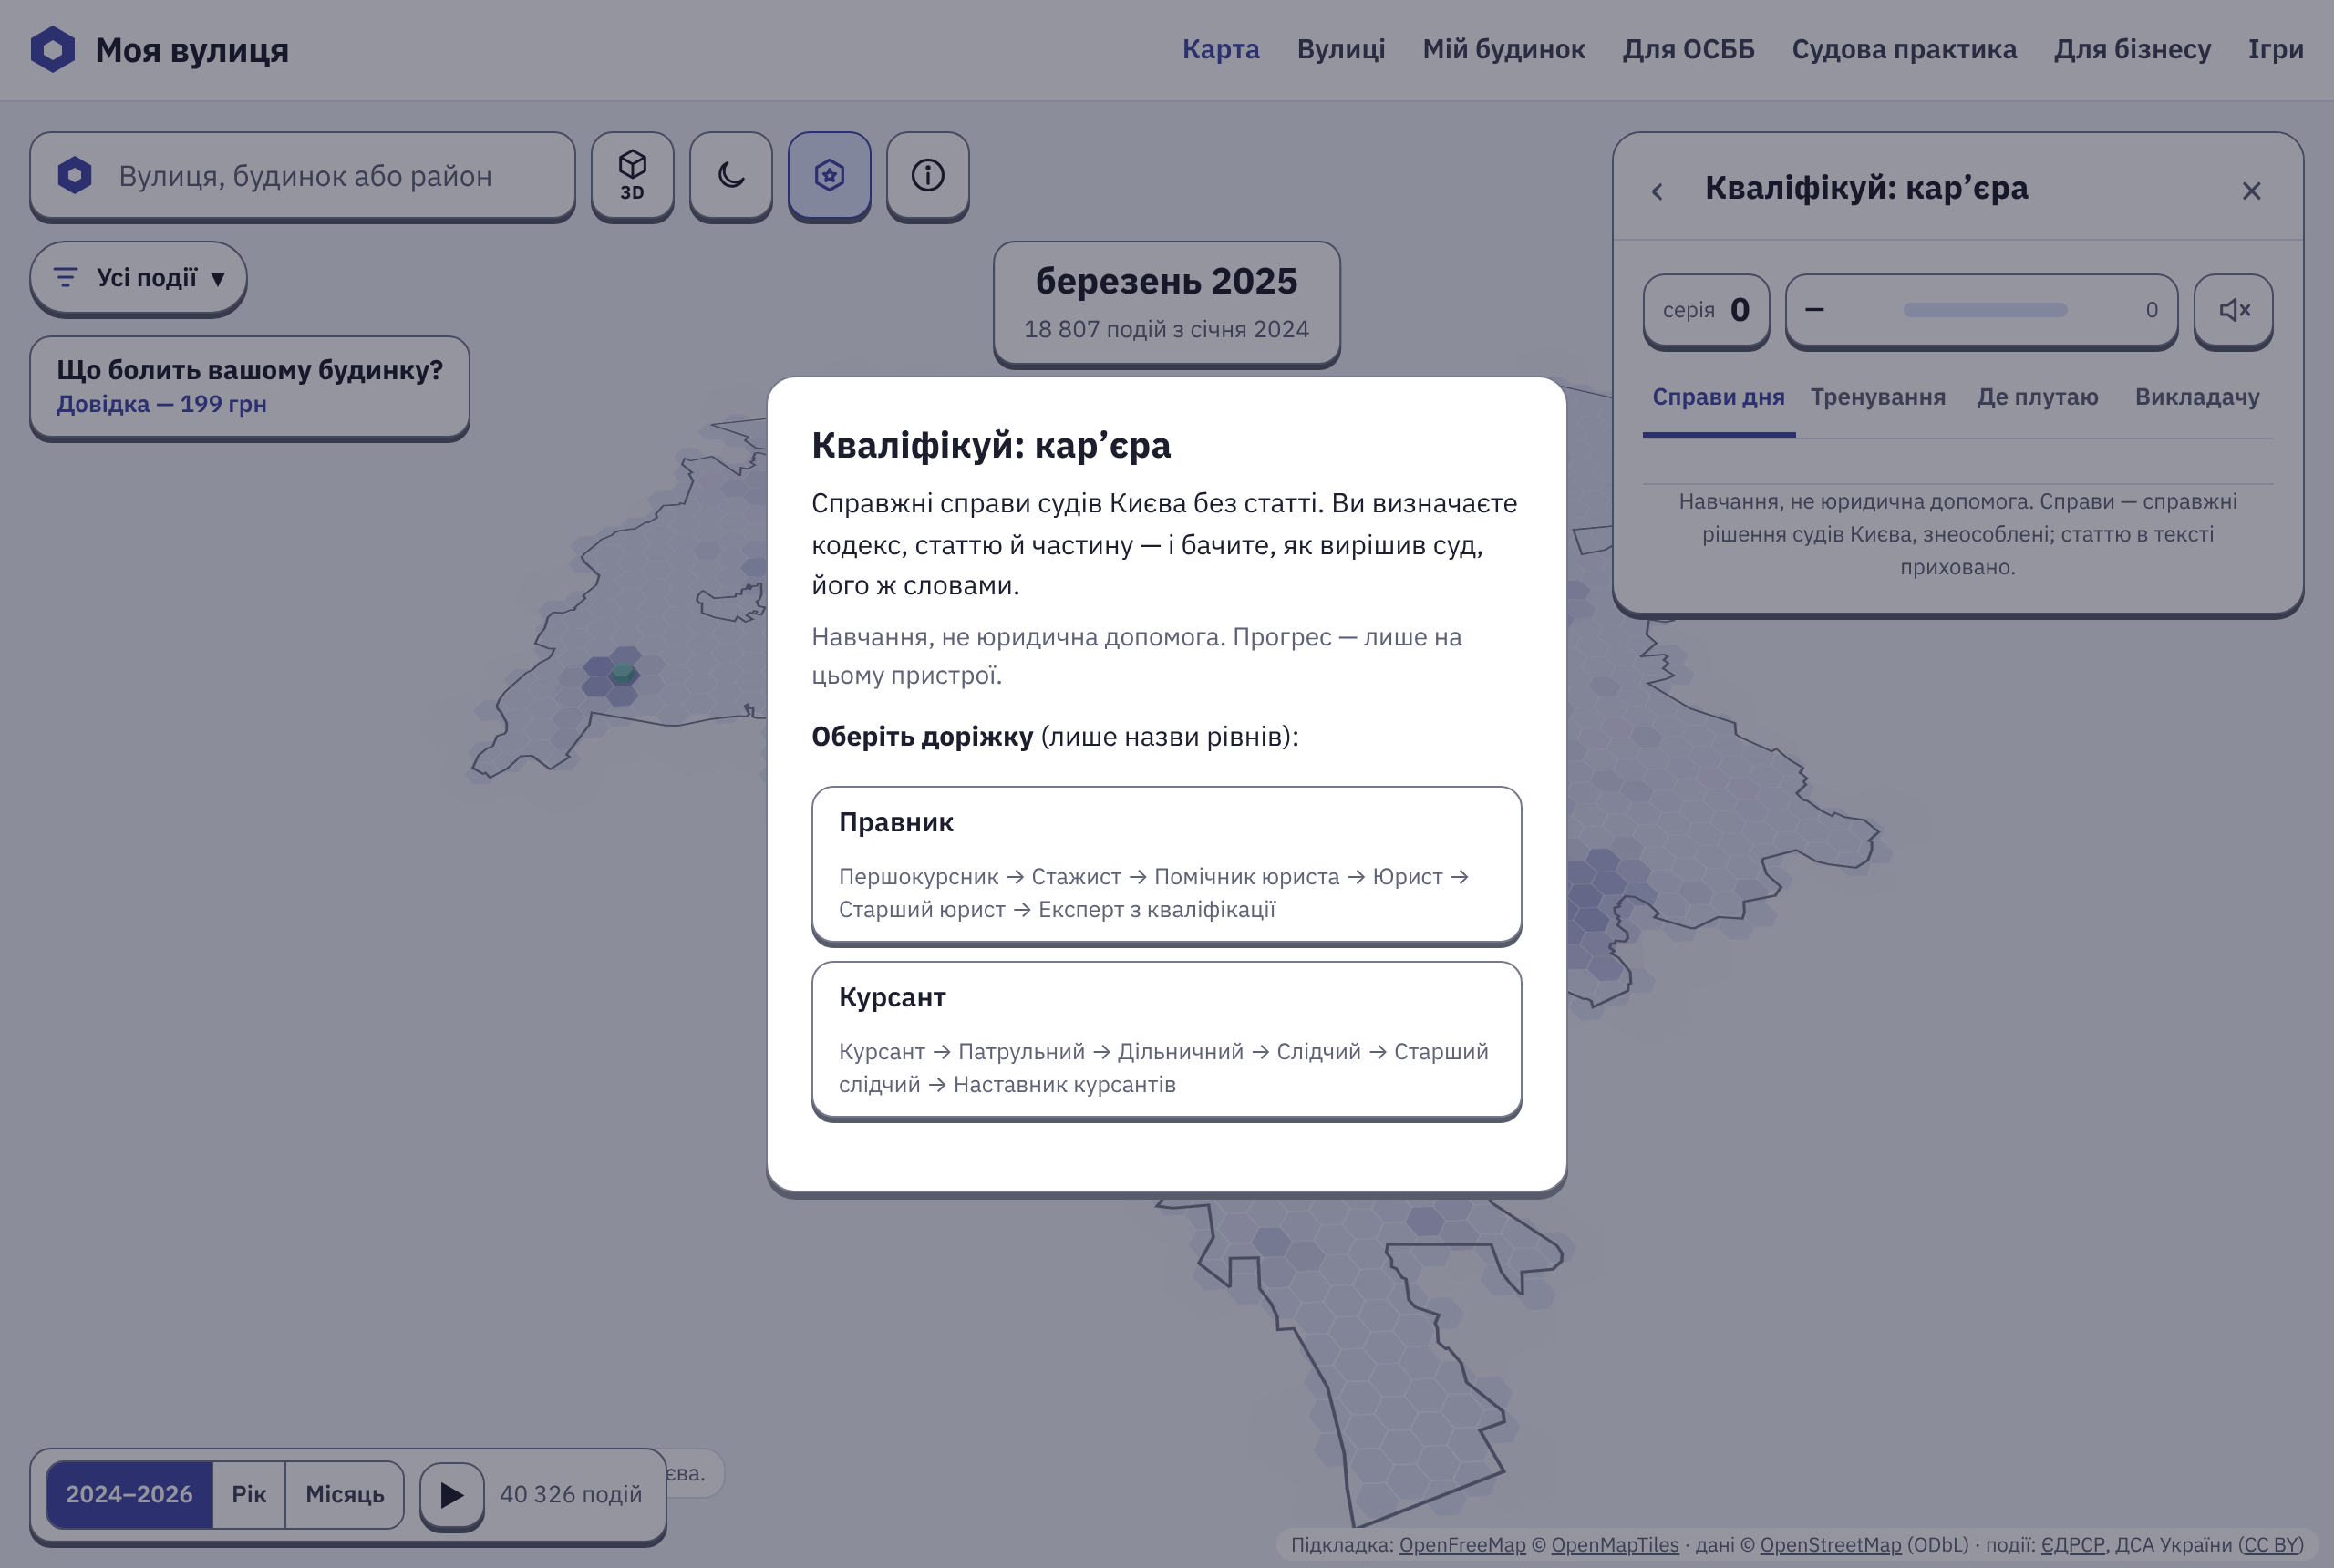 Моя вулиця
Карта
Вулиці
Мій будинок
Для ОСББ
Судова практика
Для бізнесу
Ігри
Вулиця, будинок або район
3D
Усі події ▼
Що болить вашому будинку?
Довідка — 199 грн
березень 2025
18 807 подій з січня 2024
Кваліфікуй: кар’єра
серія 0
—
0
Справи дня
Тренування
Де плутаю
Викладачу
Навчання, не юридична допомога. Справи — справжні
рішення судів Києва, знеособлені; статтю в тексті
приховано.
Кваліфікуй: кар’єра
Справжні справи судів Києва без статті. Ви визначаєте
кодекс, статтю й частину — і бачите, як вирішив суд,
його ж словами.
Навчання, не юридична допомога. Прогрес — лише на
цьому пристрої.
Оберіть доріжку (лише назви рівнів):
Правник
Першокурсник → Стажист → Помічник юриста → Юрист →
Старший юрист → Експерт з кваліфікації
Курсант
Курсант → Патрульний → Дільничний → Слідчий → Старший
слідчий → Наставник курсантів
2024–2026
Рік
Місяць
40 326 подій
єва.
Підкладка: OpenFreeMap © OpenMapTiles · дані © OpenStreetMap (ODbL) · події: ЄДРСР, ДСА України (CC BY)